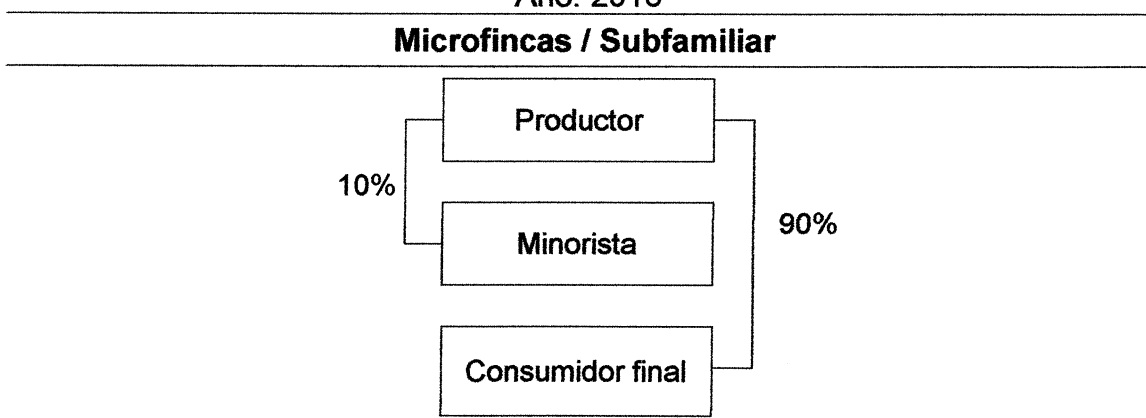 Microfincas / Subfamiliar
Productor
10%
90%
Minorista
Consumidor final